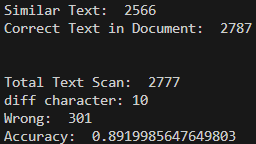 Similar Text:  2566
Correct Text in Document:  2787
Total Text Scan:  2777
diff character: 10
Wrong:  301
Accuracy:  0.8919985647649803